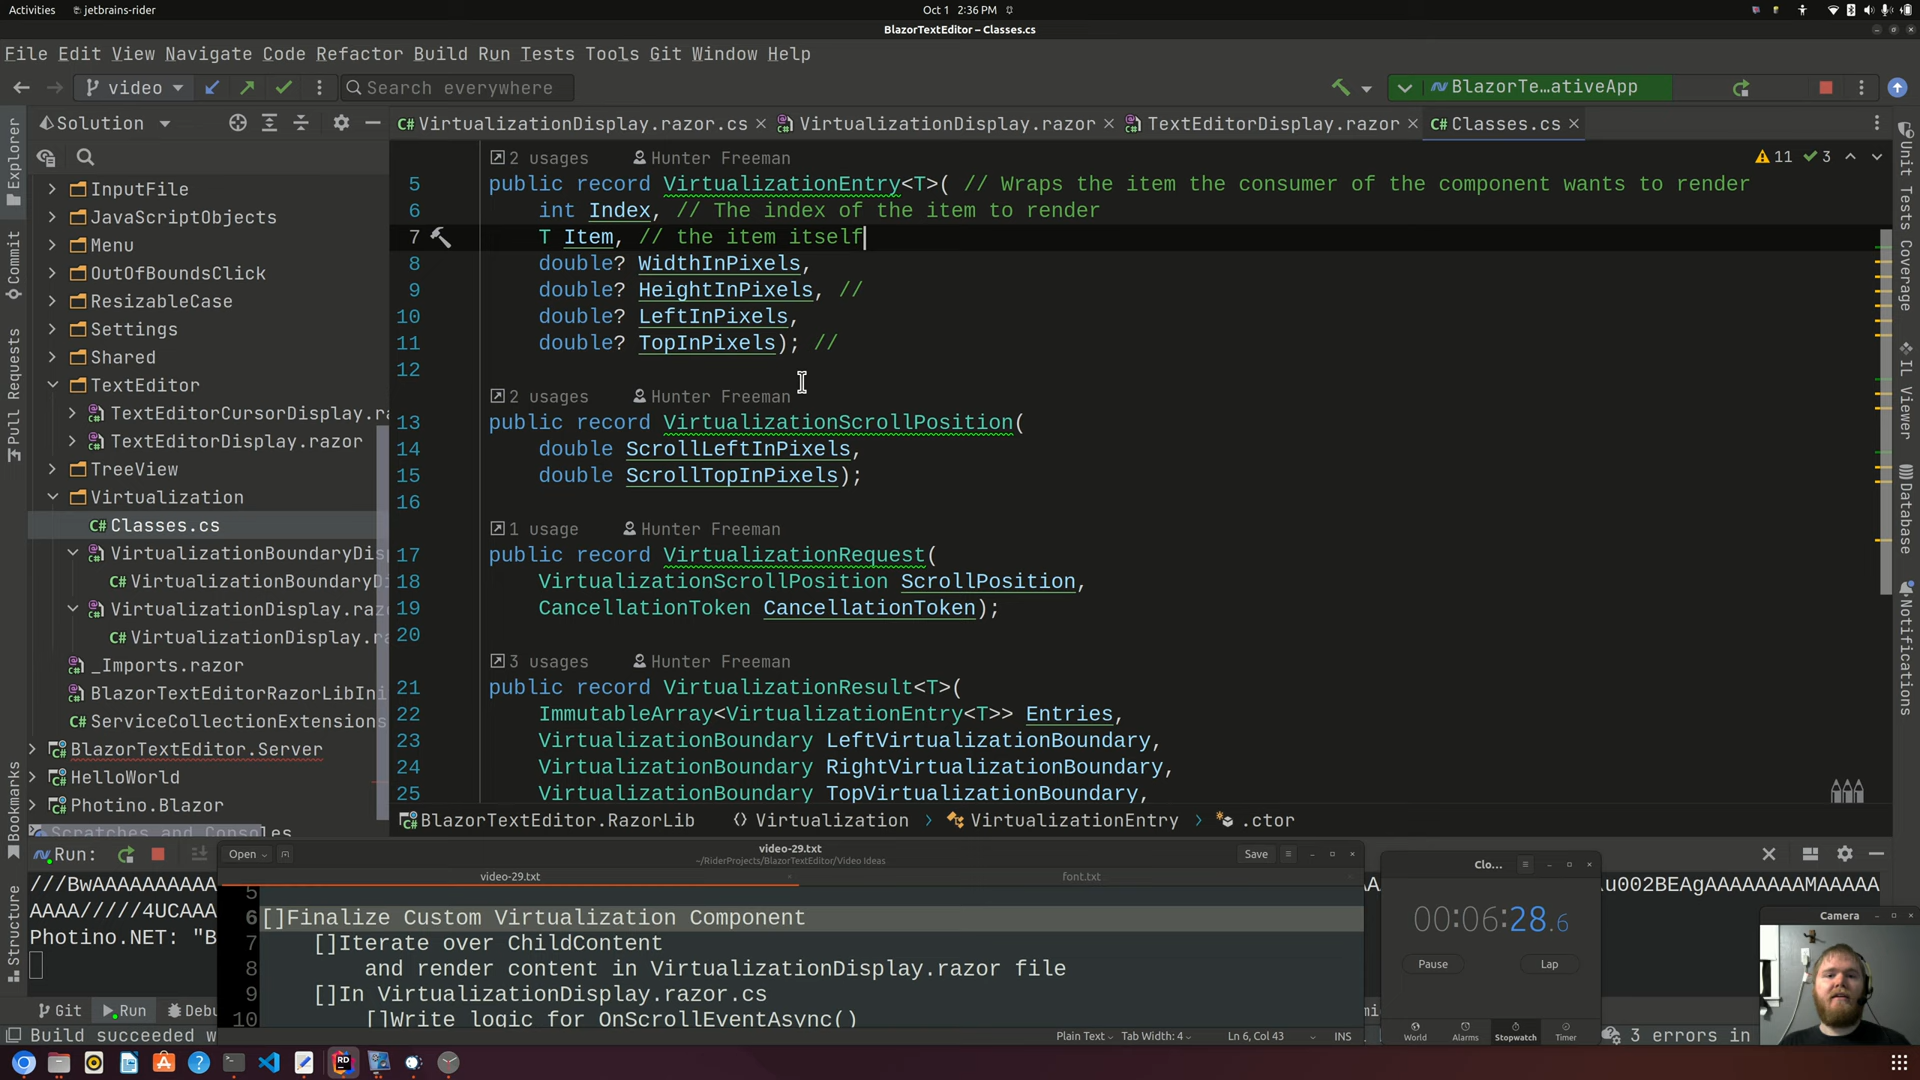 Activities jetbrains-rider Oct 1 2:36 PM
BlazorTextEditor – Classes.cs
File Edit View Navigate Code Refactor Build Run Tests Tools Git Window Help
video Search everywhere BlazorTe…ativeApp
Solution VirtualizationDisplay.razor.cs VirtualizationDisplay.razor TextEditorDisplay.razor Classes.cs
11 3
Explorer
Commit
Pull Requests
Bookmarks
Structure
InputFile
JavaScriptObjects
Menu
OutOfBoundsClick
ResizableCase
Settings
Shared
TextEditor
TextEditorCursorDisplay.ra
TextEditorDisplay.razor
TreeView
Virtualization
C# Classes.cs
VirtualizationBoundaryDis
C# VirtualizationBoundaryD
VirtualizationDisplay.raz
C# VirtualizationDisplay.r
_Imports.razor
BlazorTextEditorRazorLibIni
C# ServiceCollectionExtensions
BlazorTextEditor.Server
HelloWorld
Photino.Blazor
Scratches and Consoles
2 usages Hunter Freeman
5 public record VirtualizationEntry<T>( // Wraps the item the consumer of the component wants to render
6 int Index, // The index of the item to render
7 T Item, // the item itself
8 double? WidthInPixels,
9 double? HeightInPixels, //
10 double? LeftInPixels,
11 double? TopInPixels); //
12
2 usages Hunter Freeman
13 public record VirtualizationScrollPosition(
14 double ScrollLeftInPixels,
15 double ScrollTopInPixels);
16
1 usage Hunter Freeman
17 public record VirtualizationRequest(
18 VirtualizationScrollPosition ScrollPosition,
19 CancellationToken CancellationToken);
20
3 usages Hunter Freeman
21 public record VirtualizationResult<T>(
22 ImmutableArray<VirtualizationEntry<T>> Entries,
23 VirtualizationBoundary LeftVirtualizationBoundary,
24 VirtualizationBoundary RightVirtualizationBoundary,
25 VirtualizationBoundary TopVirtualizationBoundary,
Unit Tests Coverage
IL Viewer
Database
Notifications
BlazorTextEditor.RazorLib Virtualization VirtualizationEntry .ctor
Run:
///BwAAAAAAAAAA
AAAA/////4UCAAA
Photino.NET: "B
Git Run Debu
Build succeeded w
Open video-29.txt Save
~/RiderProjects/BlazorTextEditor/Video Ideas
video-29.txt font.txt
5
6 []Finalize Custom Virtualization Component
7 []Iterate over ChildContent
8 and render content in VirtualizationDisplay.razor file
9 []In VirtualizationDisplay.razor.cs
10 []Write logic for OnScrollEventAsync()
Plain Text Tab Width: 4 Ln 6, Col 43 INS
Clo…
00:06:28.6
Pause Lap
World Alarms Stopwatch Timer
u002BEAgAAAAAAAAMAAAAA
Camera
3 errors in